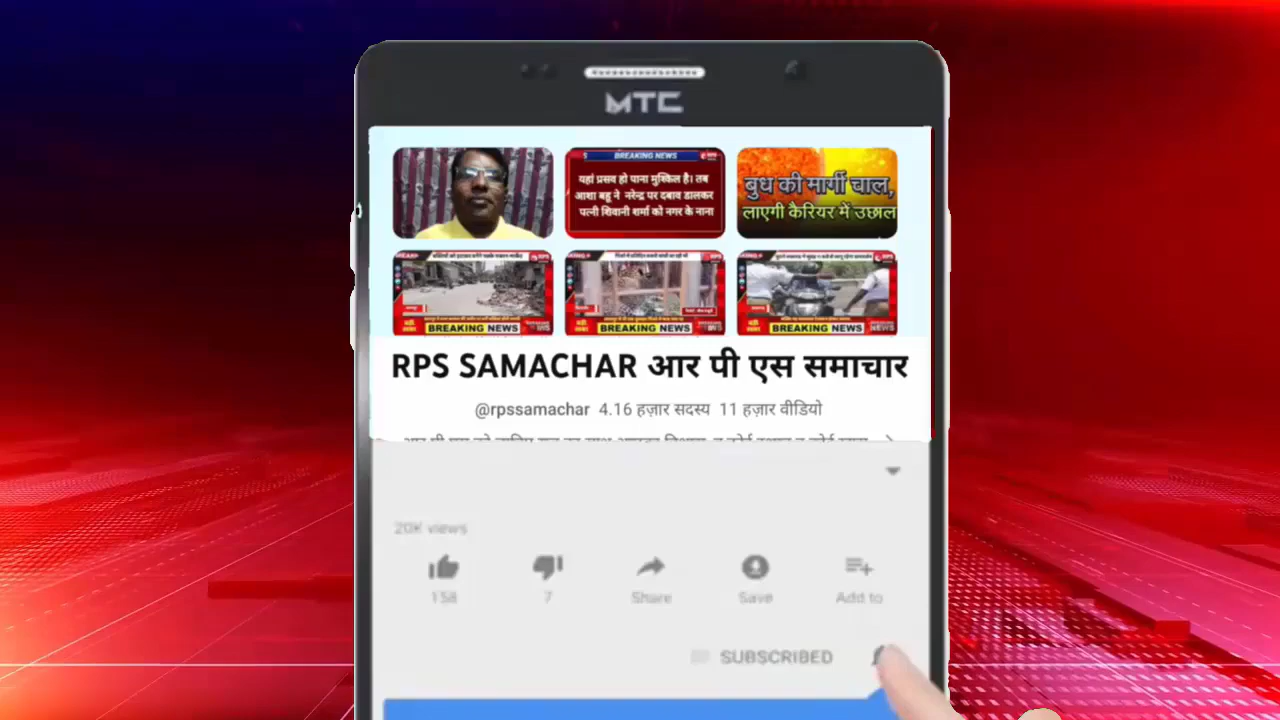 MTC
BREAKING NEWS
यहां प्रसव हो पाना मुस्किल है। तब
आशा बहू ने नरेन्द्र पर दबाव डालकर
पत्नी शिवानी शर्मा को नगर के नाना
बुध की मार्गी चाल,
लाएगी कैरियर में उछाल
BREAKING NEWS
BREAKING NEWS
BREAKING NEWS
RPS SAMACHAR आर पी एस समाचार
@rpssamachar 4.16 हज़ार सदस्य 11 हज़ार वीडियो
20K views
158 7 Share Save Add to
SUBSCRIBED